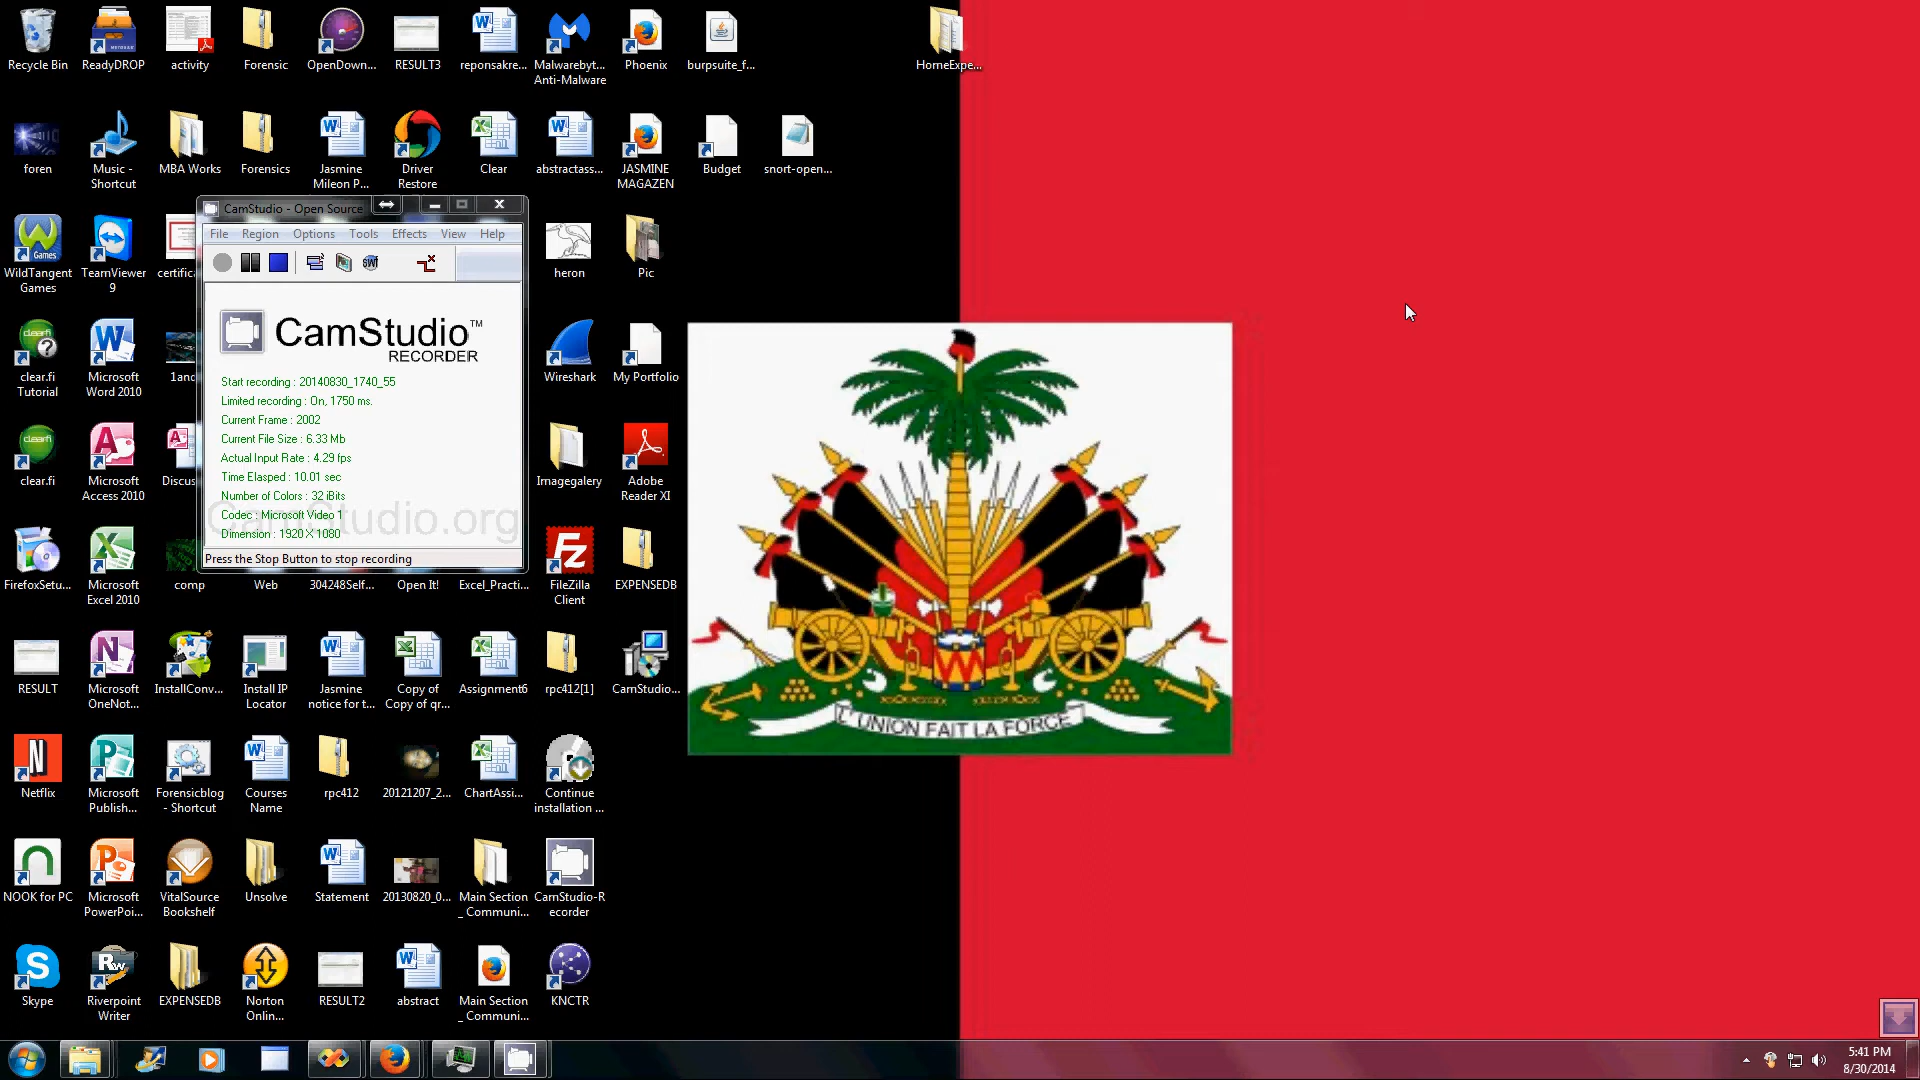 Recycle Bin
ReadyDROP
activity
Forensic
OpenDown...
RESULT3
reponsakre...
Malwarebyt...
Anti-Malware
Phoenix
burpsuite_f...
HomeExpe...
foren
Music -
Shortcut
MBA Works
Forensics
Jasmine
Mileon P...
Driver
Restore
Clear
abstractass...
JASMINE
MAGAZEN
Budget
snort-open...
WildTangent
Games
TeamViewer
9
certifica
heron
Pic
clear.fi
Tutorial
Microsoft
Word 2010
1and
Wireshark
My Portfolio
clear.fi
Microsoft
Access 2010
Discus
Imagegalery
Adobe
Reader XI
CamStudio - Open Source
File Region Options Tools Effects View Help
CamStudio™
RECORDER
Start recording : 20140830_1740_55
Limited recording : On, 1750 ms.
Current Frame : 2002
Current File Size : 6.33 Mb
Actual Input Rate : 4.29 fps
Time Elasped : 10.01 sec
Number of Colors : 32 iBits
Codec : Microsoft Video 1
CamStudio.org
Dimension : 1920 X 1080
Press the Stop Button to stop recording
FirefoxSetu...
Microsoft
Excel 2010
comp
Web
304248Self...
Open It!
Excel_Practi...
FileZilla
Client
EXPENSEDB
RESULT
Microsoft
OneNot...
InstallConv...
Install IP
Locator
Jasmine
notice for t...
Copy of
Copy of qr...
Assignment6
rpc412[1]
CamStudio...
L'UNION FAIT LA FORCE
Netflix
Microsoft
Publish...
Forensicblog
- Shortcut
Courses
Name
rpc412
20121207_2...
ChartAssi...
Continue
installation ...
NOOK for PC
Microsoft
PowerPoi...
VitalSource
Bookshelf
Unsolve
Statement
20130820_0...
Main Section
_ Communi...
CamStudio-R
ecorder
Skype
Riverpoint
Writer
EXPENSEDB
Norton
Onlin...
RESULT2
abstract
Main Section
_ Communi...
KNCTR
5:41 PM
8/30/2014